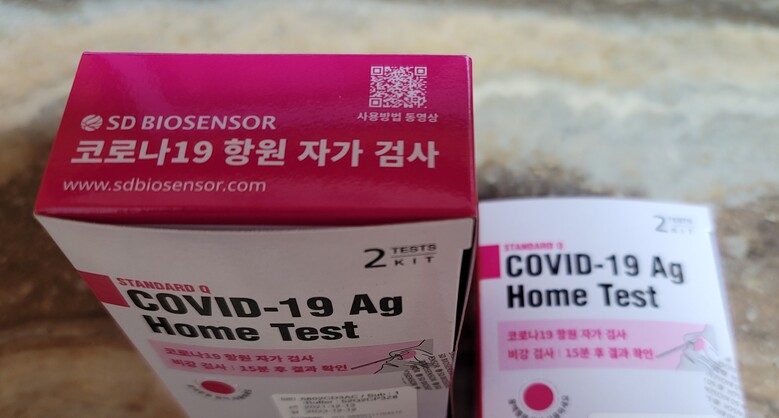 SD BIOSENSOR
코로나19 항원 자가 검사
www.sdbiosensor.com
사용방법 동영상
2 TESTS
KIT
STANDARD Q
COVID-19 Ag
Home Test
코로나19 항원 자가 검사
비강 검사 : 15분 후 결과 확인
2 TESTS
KIT
STANDARD Q
COVID-19 Ag
Home Test
코로나19 항원 자가 검사
비강 검사 : 15분 후 결과 확인